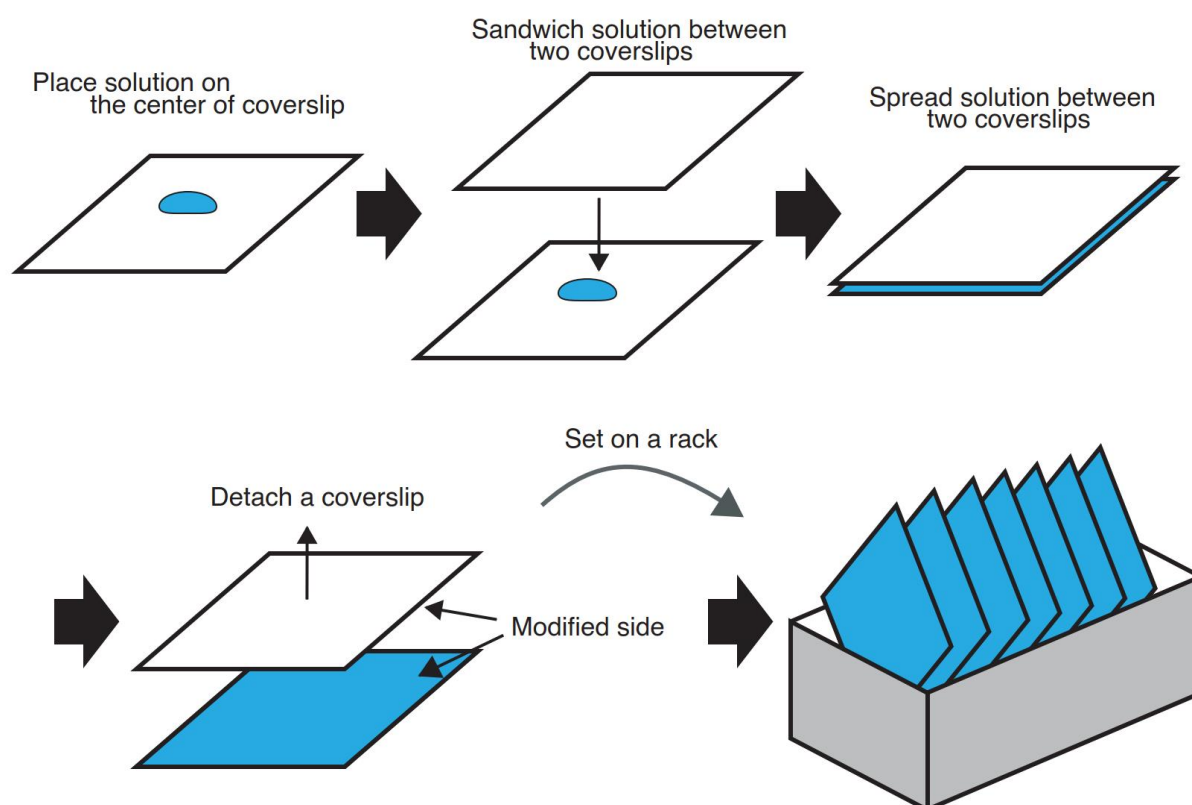 Place solution on
the center of coverslip
Sandwich solution between
two coverslips
Spread solution between
two coverslips
Detach a coverslip
Set on a rack
Modified side